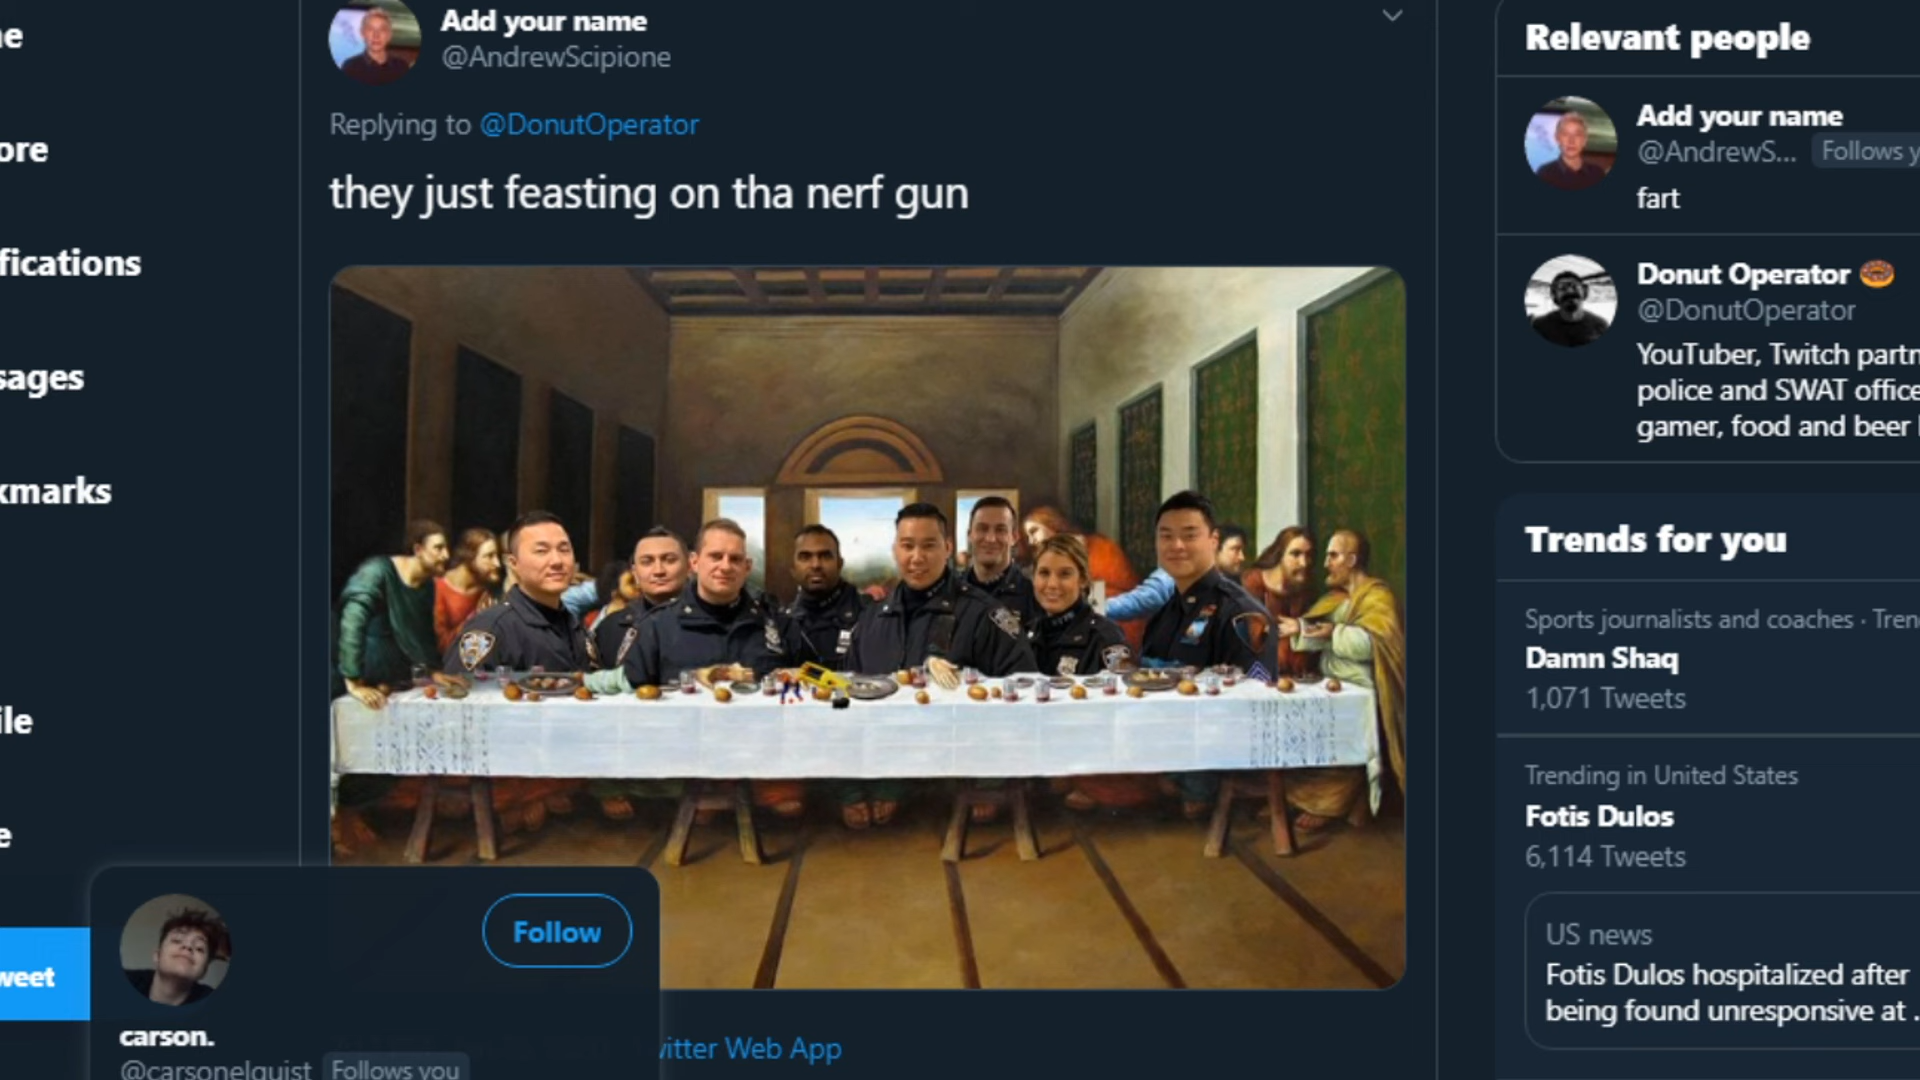 e
ore
fications
sages
kmarks
ile
e
weet
Add your name
@AndrewScipione
Replying to @DonutOperator
they just feasting on tha nerf gun
witter Web App
Follow
carson.
@carsonelquist Follows you
Relevant people
Add your name
@AndrewS... Follows y
fart
Donut Operator 🍩
@DonutOperator
YouTuber, Twitch partn
police and SWAT office
gamer, food and beer
Trends for you
Sports journalists and coaches · Tren
Damn Shaq
1,071 Tweets
Trending in United States
Fotis Dulos
6,114 Tweets
US news
Fotis Dulos hospitalized after
being found unresponsive at .